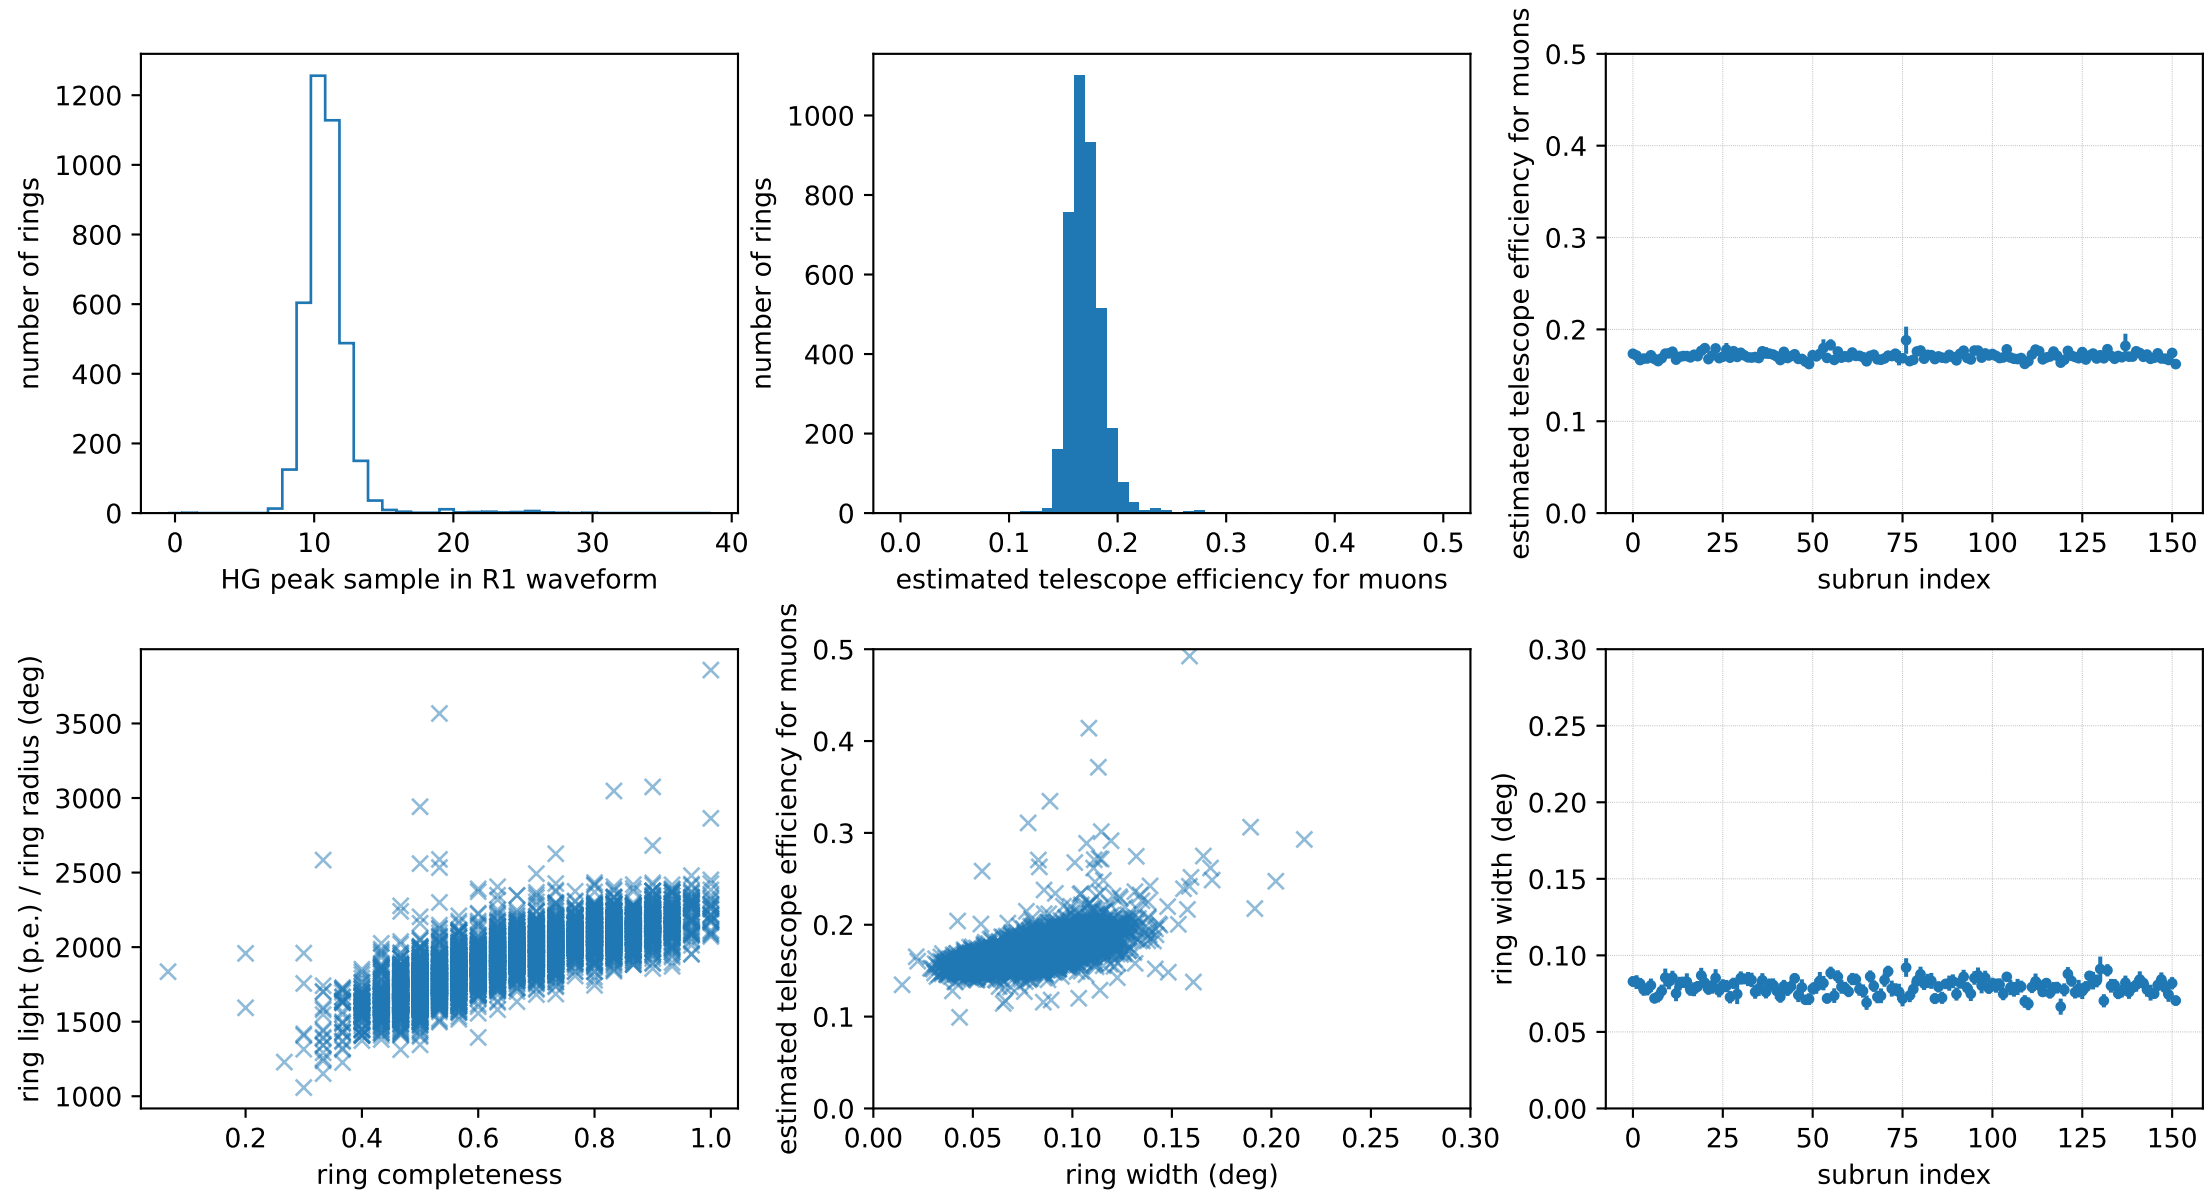 number of rings
1200
1000
800
600
400
200
0
0 10 20 30 40
HG peak sample in R1 waveform
number of rings
1000
800
600
400
200
0
0.0 0.1 0.2 0.3 0.4 0.5
estimated telescope efficiency for muons
estimated telescope efficiency for muons
0.5
0.4
0.3
0.2
0.1
0.0
0 25 50 75 100 125 150
subrun index
ring light (p.e.) / ring radius (deg)
3500
3000
2500
2000
1500
1000
0.2 0.4 0.6 0.8 1.0
ring completeness
estimated telescope efficiency for muons
0.5
0.4
0.3
0.2
0.1
0.0
0.00 0.05 0.10 0.15 0.20 0.25 0.30
ring width (deg)
ring width (deg)
0.30
0.25
0.20
0.15
0.10
0.05
0.00
0 25 50 75 100 125 150
subrun index